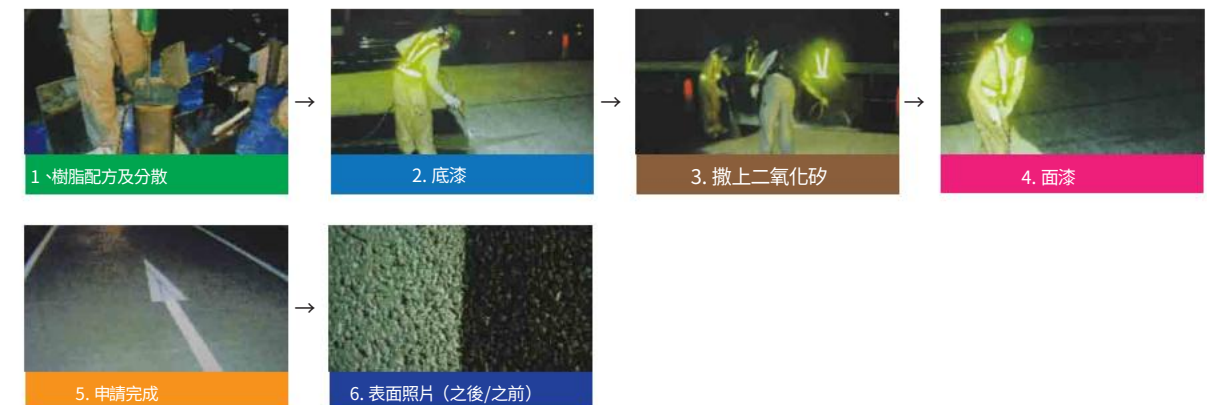 1、樹脂配方及分散
2. 底漆
3. 撒上二氧化矽
4. 面漆
5. 申請完成
6. 表面照片（之後/之前）